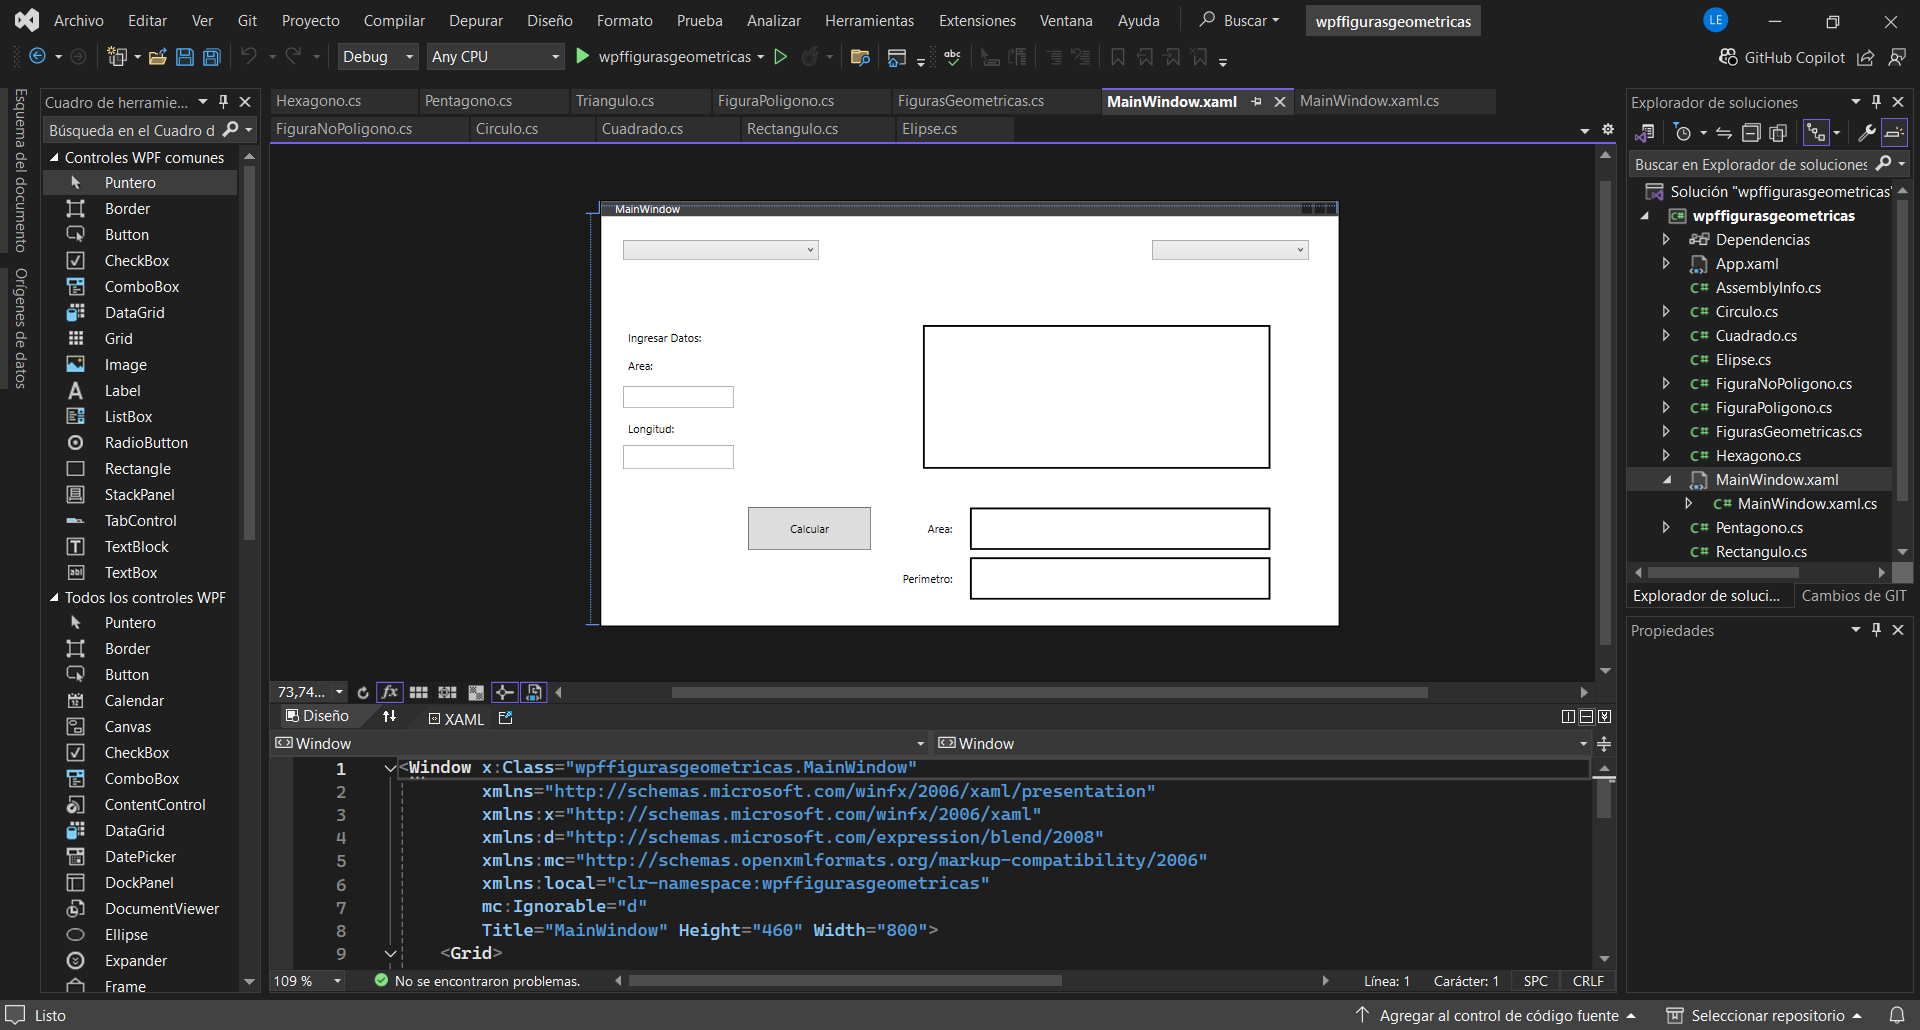 Archivo Editar Ver Git Proyecto Compilar Depurar Diseño Formato Prueba Analizar Herramientas Extensiones Ventana Ayuda Buscar wpffigurasgeometricas LE
Debug Any CPU wpffigurasgeometricas abc GitHub Copilot
Esquema del documento
Orígenes de datos
Cuadro de herramie...
Búsqueda en el Cuadro d
Controles WPF comunes
Puntero
Border
Button
CheckBox
ComboBox
DataGrid
Grid
Image
Label
ListBox
RadioButton
Rectangle
StackPanel
TabControl
TextBlock
TextBox
Todos los controles WPF
Puntero
Border
Button
Calendar
Canvas
CheckBox
ComboBox
ContentControl
DataGrid
DatePicker
DockPanel
DocumentViewer
Ellipse
Expander
Frame
Hexagono.cs Pentagono.cs Triangulo.cs FiguraPoligono.cs FigurasGeometricas.cs MainWindow.xaml MainWindow.xaml.cs
FiguraNoPoligono.cs Circulo.cs Cuadrado.cs Rectangulo.cs Elipse.cs
MainWindow
Ingresar Datos:
Area:
Longitud:
Calcular
Area:
Perimetro:
73,74...
Diseño XAML
Window Window
1 <Window x:Class="wpffigurasgeometricas.MainWindow"
2 xmlns="http://schemas.microsoft.com/winfx/2006/xaml/presentation"
3 xmlns:x="http://schemas.microsoft.com/winfx/2006/xaml"
4 xmlns:d="http://schemas.microsoft.com/expression/blend/2008"
5 xmlns:mc="http://schemas.openxmlformats.org/markup-compatibility/2006"
6 xmlns:local="clr-namespace:wpffigurasgeometricas"
7 mc:Ignorable="d"
8 Title="MainWindow" Height="460" Width="800">
9 <Grid>
109 % No se encontraron problemas. Línea: 1 Carácter: 1 SPC CRLF
Explorador de soluciones
Buscar en Explorador de soluciones
Solución "wpffigurasgeometricas"
C# wpffigurasgeometricas
Dependencias
App.xaml
C# AssemblyInfo.cs
C# Circulo.cs
C# Cuadrado.cs
C# Elipse.cs
C# FiguraNoPoligono.cs
C# FiguraPoligono.cs
C# FigurasGeometricas.cs
C# Hexagono.cs
MainWindow.xaml
C# MainWindow.xaml.cs
C# Pentagono.cs
C# Rectangulo.cs
Explorador de soluci... Cambios de GIT
Propiedades
Listo Agregar al control de código fuente Seleccionar repositorio